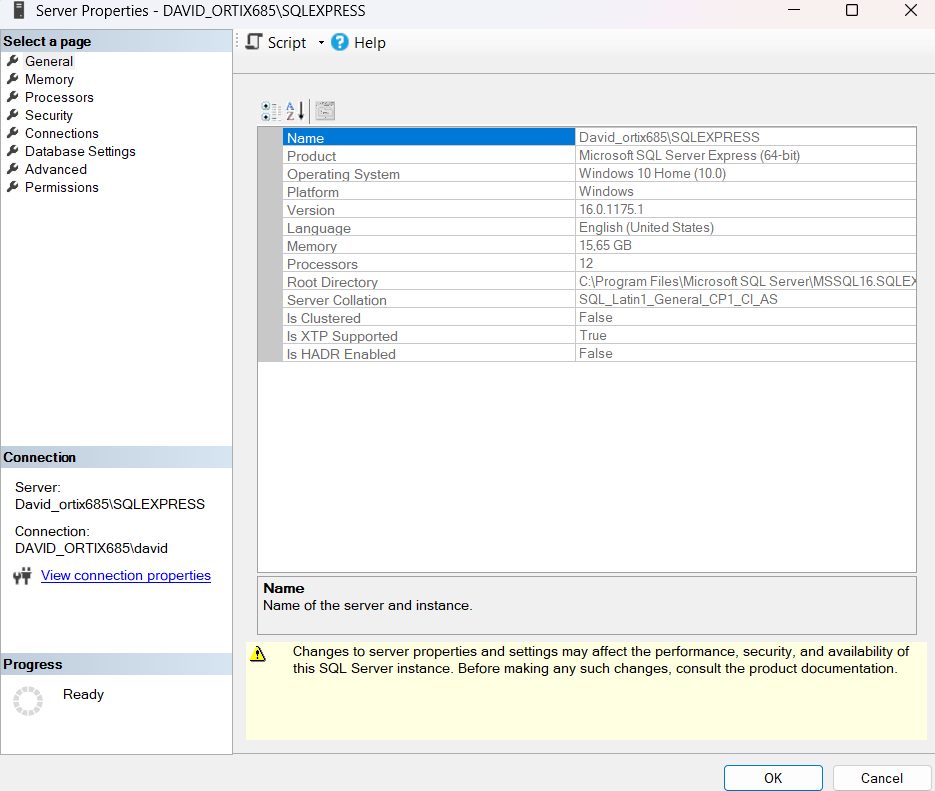 Server Properties - DAVID_ORTIX685\SQLEXPRESS
Select a page
General
Memory
Processors
Security
Connections
Database Settings
Advanced
Permissions
Script Help
Name David_ortix685\SQLEXPRESS
Product Microsoft SQL Server Express (64-bit)
Operating System Windows 10 Home (10.0)
Platform Windows
Version 16.0.1175.1
Language English (United States)
Memory 15,65 GB
Processors 12
Root Directory C:\Program Files\Microsoft SQL Server\MSSQL16.SQLEX
Server Collation SQL_Latin1_General_CP1_CI_AS
Is Clustered False
Is XTP Supported True
Is HADR Enabled False
Name
Name of the server and instance.
Changes to server properties and settings may affect the performance, security, and availability of
this SQL Server instance. Before making any such changes, consult the product documentation.
Connection
Server:
David_ortix685\SQLEXPRESS
Connection:
DAVID_ORTIX685\david
View connection properties
Progress
Ready
OK Cancel